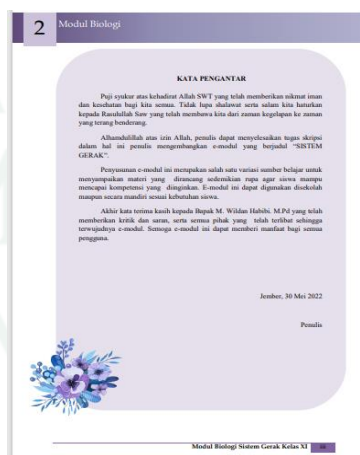 2
Modul Biologi
KATA PENGANTAR
Puji syukur atas kehadirat Allah SWT yang telah memberikan nikmat iman
dan kesehatan bagi kita semua. Tidak lupa shalawat serta salam kita haturkan
kepada Rasulullah Saw yang telah membawa kita dari zaman kegelapan ke zaman
yang terang benderang.
Alhamdulillah atas izin Allah, penulis dapat menyelesaikan tugas skripsi
dalam hal ini penulis mengembangkan e-modul yang berjudul “SISTEM
GERAK”.
Penyusunan e-modul ini merupakan salah satu variasi sumber belajar untuk
menyampaikan materi yang dirancang sedemikian rupa agar siswa mampu
mencapai kompetensi yang diinginkan. E-modul ini dapat digunakan disekolah
maupun secara mandiri sesuai kebutuhan siswa.
Akhir kata terima kasih kepada Bapak M. Wildan Habibi. M.Pd yang telah
memberikan kritik dan saran, serta semua pihak yang telah terlibat sehingga
terwujudnya e-modul. Semoga e-modul ini dapat memberi manfaat bagi semua
pengguna.
Jember, 30 Mei 2022
Penulis
Modul Biologi Sistem Gerak Kelas XI